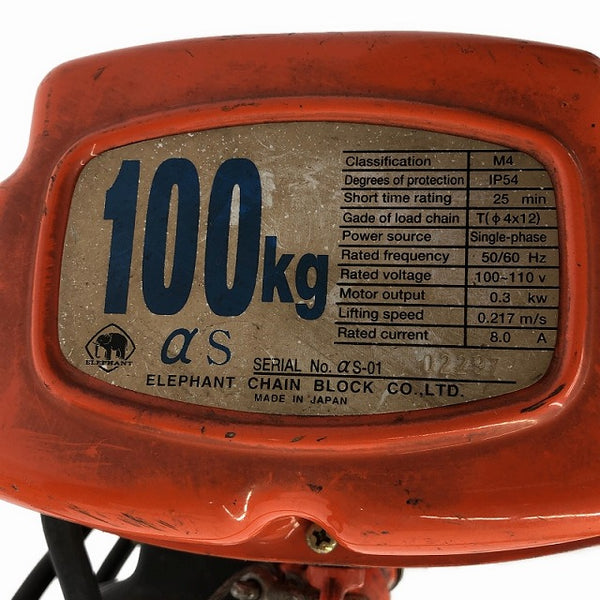 100kg
αS
ELEPHANT
Classification M4
Degrees of protection IP54
Short time rating 25 min
Gade of load chain T(φ4x12)
Power source Single-phase
Rated frequency 50/60 Hz
Rated voltage 100~110 v
Motor output 0.3 kw
Lifting speed 0.217 m/s
Rated current 8.0 A
SERIAL No. αS-01 02297
ELEPHANT CHAIN BLOCK CO.,LTD.
MADE IN JAPAN